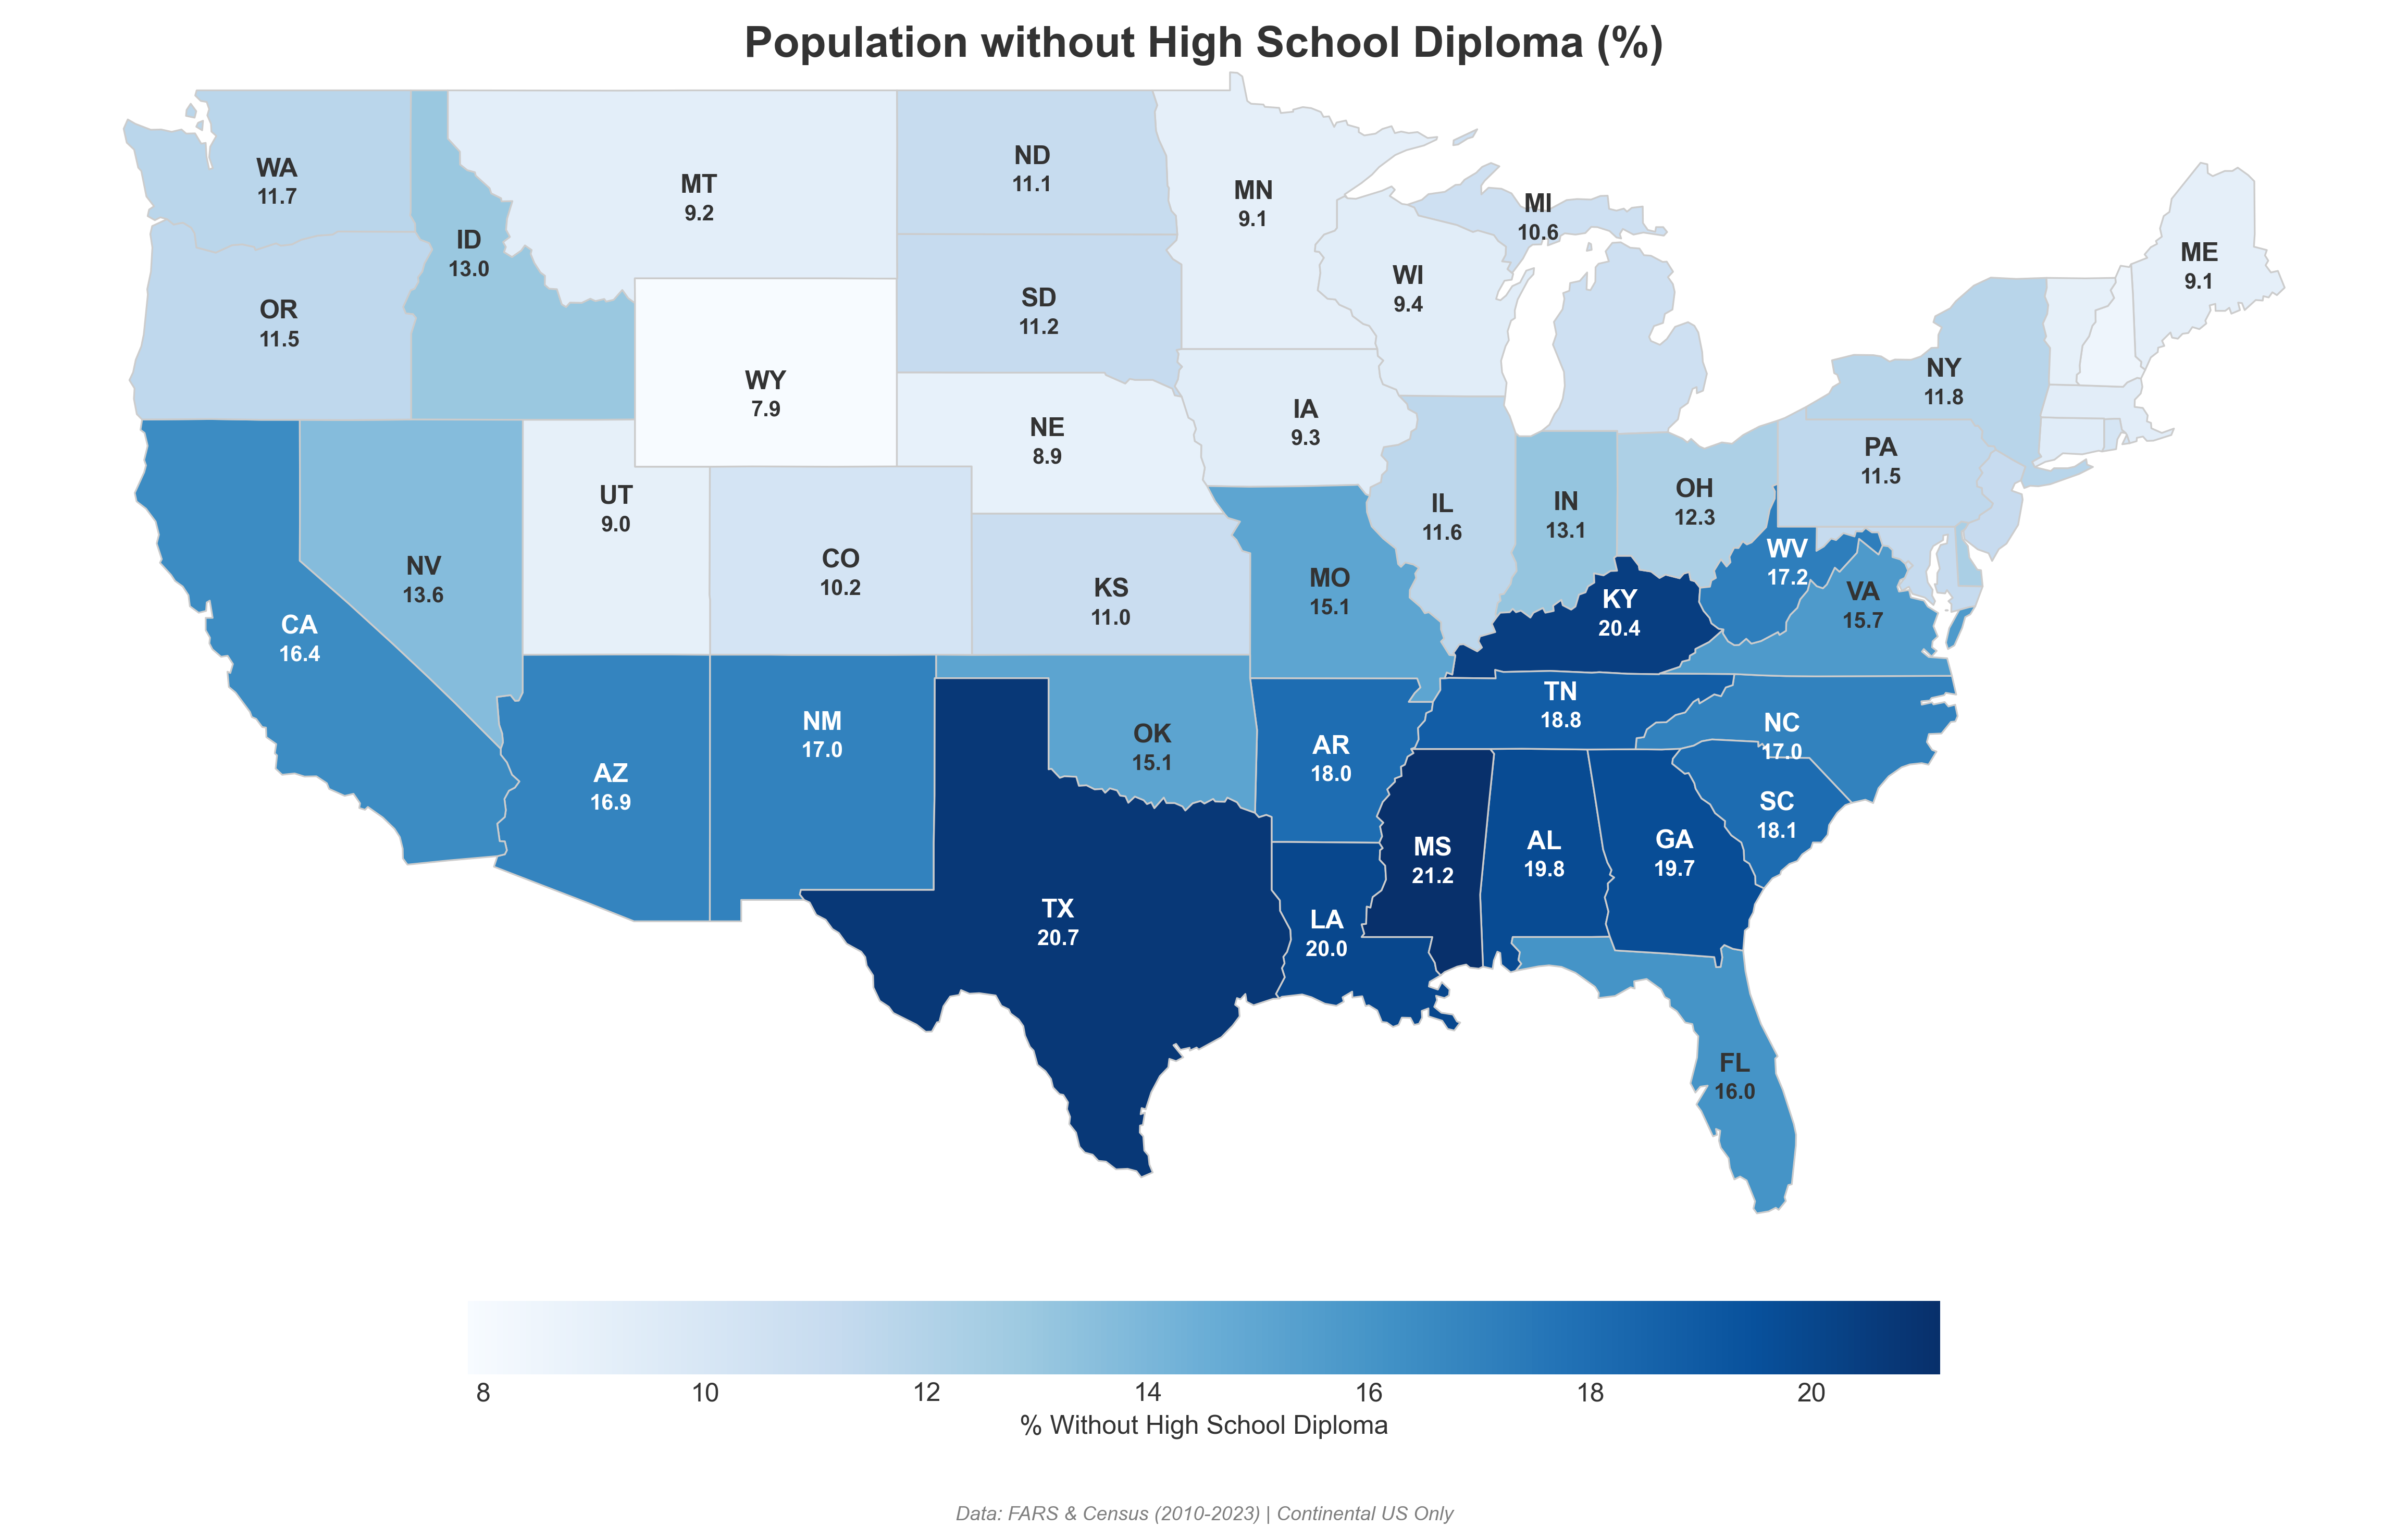 Population without High School Diploma (%)
WA
11.7
OR
11.5
CA
16.4
ID
13.0
NV
13.6
MT
9.2
WY
7.9
UT
9.0
AZ
16.9
CO
10.2
NM
17.0
ND
11.1
SD
11.2
NE
8.9
KS
11.0
OK
15.1
TX
20.7
MN
9.1
IA
9.3
MO
15.1
AR
18.0
LA
20.0
WI
9.4
IL
11.6
MI
10.6
IN
13.1
OH
12.3
KY
20.4
TN
18.8
MS
21.2
AL
19.8
GA
19.7
FL
16.0
SC
18.1
NC
17.0
VA
15.7
WV
17.2
PA
11.5
NY
11.8
ME
9.1
8 10 12 14 16 18 20
% Without High School Diploma
Data: FARS & Census (2010-2023) | Continental US Only